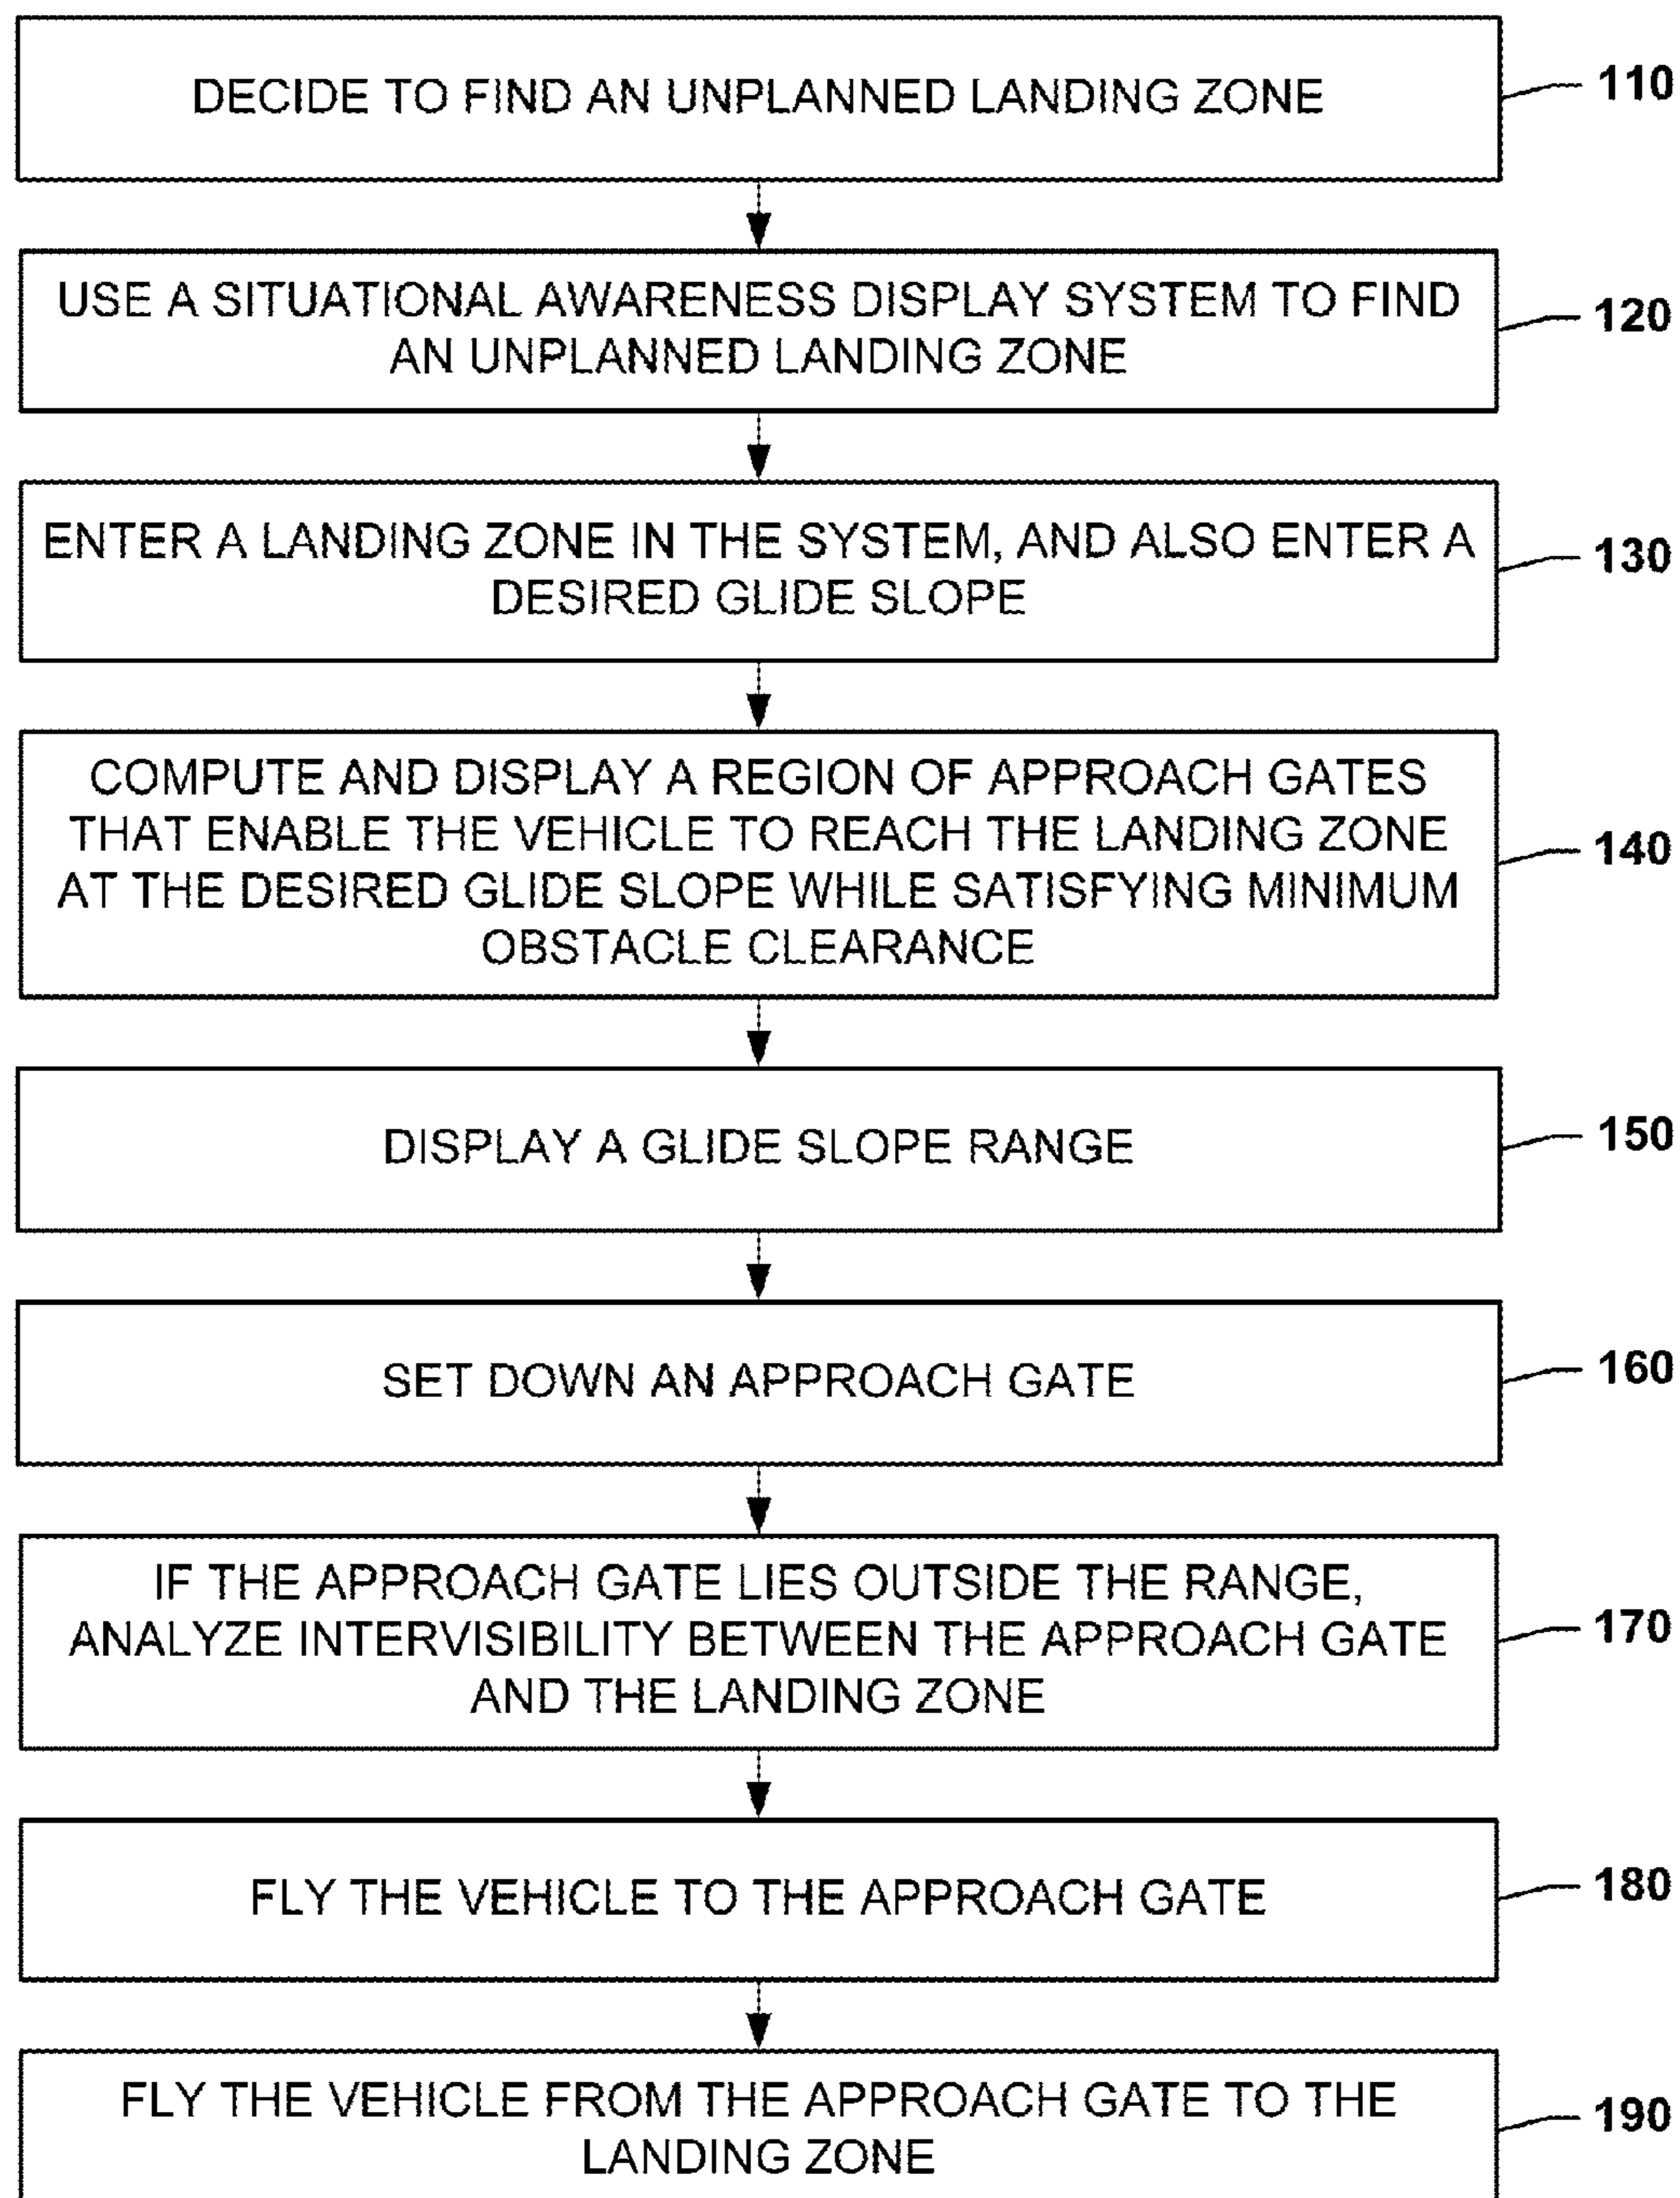 DECIDE TO FIND AN UNPLANNED LANDING ZONE
110
USE A SITUATIONAL AWARENESS DISPLAY SYSTEM TO FIND
AN UNPLANNED LANDING ZONE
120
ENTER A LANDING ZONE IN THE SYSTEM, AND ALSO ENTER A
DESIRED GLIDE SLOPE
130
COMPUTE AND DISPLAY A REGION OF APPROACH GATES
THAT ENABLE THE VEHICLE TO REACH THE LANDING ZONE
AT THE DESIRED GLIDE SLOPE WHILE SATISFYING MINIMUM
OBSTACLE CLEARANCE
140
DISPLAY A GLIDE SLOPE RANGE
150
SET DOWN AN APPROACH GATE
160
IF THE APPROACH GATE LIES OUTSIDE THE RANGE,
ANALYZE INTERVISIBILITY BETWEEN THE APPROACH GATE
AND THE LANDING ZONE
170
FLY THE VEHICLE TO THE APPROACH GATE
180
FLY THE VEHICLE FROM THE APPROACH GATE TO THE
LANDING ZONE
190